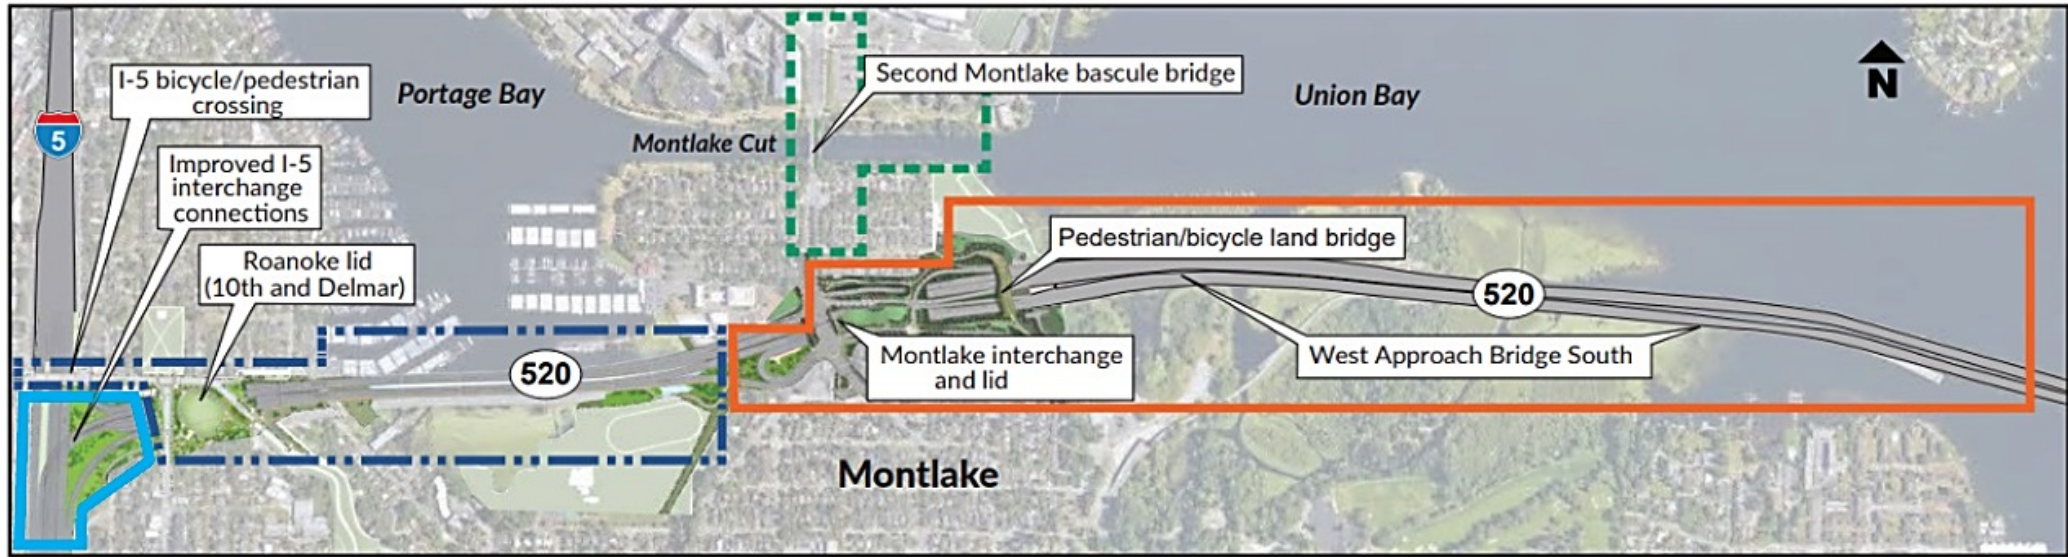 I-5 bicycle/pedestrian
crossing
Portage Bay
Second Montlake bascule bridge
Union Bay
N
5
Montlake Cut
Improved I-5
interchange
connections
Roanoke lid
(10th and Delmar)
Pedestrian/bicycle land bridge
520
520
Montlake interchange
and lid
West Approach Bridge South
Montlake